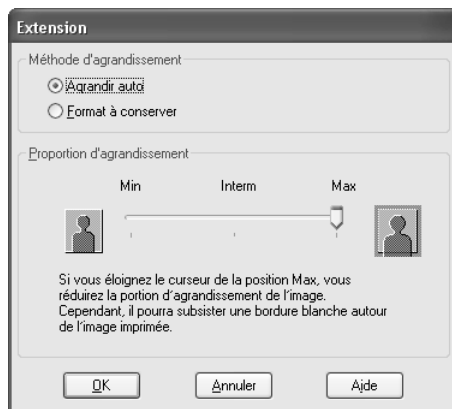 Extension
Méthode d'agrandissement
Agrandir auto
Format à conserver
Proportion d'agrandissement
Min Interm Max
Si vous éloignez le curseur de la position Max, vous
réduirez la portion d'agrandissement de l'image.
Cependant, il pourra subsister une bordure blanche autour
de l'image imprimée.
OK Annuler Aide